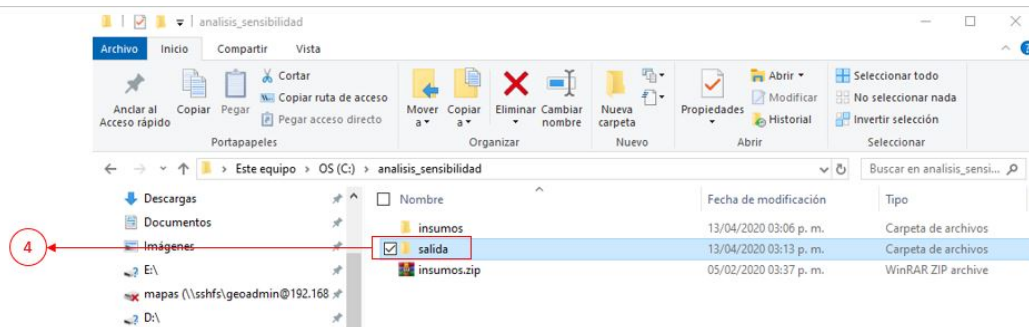 analisis_sensibilidad
Archivo Inicio Compartir Vista
Anclar al Acceso rápido
Copiar
Pegar
Cortar
Copiar ruta de acceso
Pegar acceso directo
Portapapeles
Mover a
Copiar a
Eliminar
Cambiar nombre
Organizar
Nueva carpeta
Nuevo
Propiedades
Abrir
Modificar
Historial
Abrir
Seleccionar todo
No seleccionar nada
Invertir selección
Seleccionar
Este equipo > OS (C:) > analisis_sensibilidad
Buscar en analisis_sensi...
Descargas
Documentos
Imágenes
E:\
mapas (\\sshfs\geoadmin@192.168
D:\
Nombre Fecha de modificación Tipo
insumos 13/04/2020 03:06 p. m. Carpeta de archivos
4
salida 13/04/2020 03:13 p. m. Carpeta de archivos
insumos.zip 05/02/2020 03:37 p. m. WinRAR ZIP archive